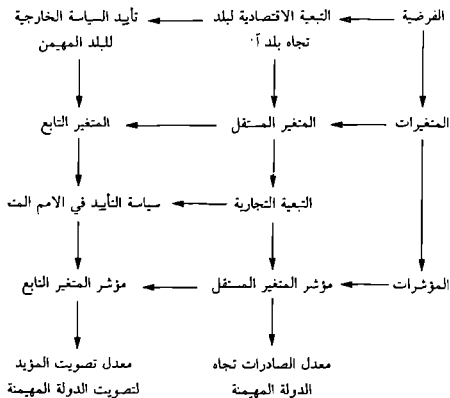 الفرضية
التبعية الاقتصادية لبلد
تجاه بلد آ
تأييد السياسة الخارجية
للبلد المهيمن
المتغيرات
المتغير المستقل
المتغير التابع
التبعية التجارية
سياسة التأييد في الامم المت
المؤشرات
مؤشر المتغير المستقل
مؤشر المتغير التابع
معدل الصادرات تجاه
الدولة المهيمنة
معدل تصويت المؤيد
لتصويت الدولة المهيمنة